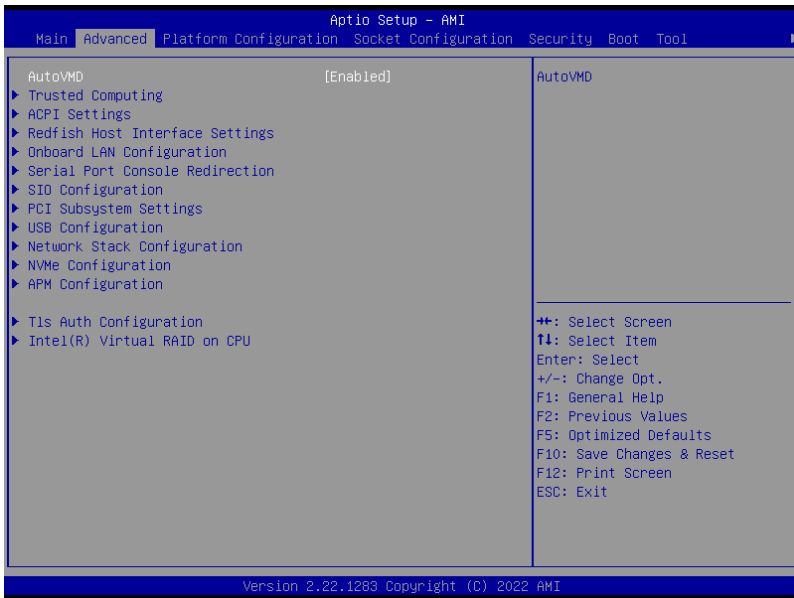 Aptio Setup – AMI
Main Advanced Platform Configuration Socket Configuration Security Boot Tool
AutoVMD [Enabled]
Trusted Computing
ACPI Settings
Redfish Host Interface Settings
Onboard LAN Configuration
Serial Port Console Redirection
SIO Configuration
PCI Subsystem Settings
USB Configuration
Network Stack Configuration
NVMe Configuration
APM Configuration
Tls Auth Configuration
Intel(R) Virtual RAID on CPU
AutoVMD
→←: Select Screen
↑↓: Select Item
Enter: Select
+/-: Change Opt.
F1: General Help
F2: Previous Values
F5: Optimized Defaults
F10: Save Changes & Reset
F12: Print Screen
ESC: Exit
Version 2.22.1283 Copyright (C) 2022 AMI